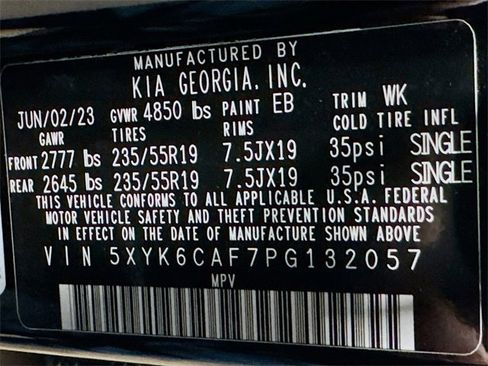 MANUFACTURED BY
KIA GEORGIA, INC.
JUN/02/23 GVWR 4850 lbs PAINT EB TRIM WK
GAWR TIRES RIMS COLD TIRE INFL
FRONT 2777 lbs 235/55R19 7.5JX19 35psi SINGLE
REAR 2645 lbs 235/55R19 7.5JX19 35psi SINGLE
THIS VEHICLE CONFORMS TO ALL APPLICABLE U.S.A. FEDERAL
MOTOR VEHICLE SAFETY AND THEFT PREVENTION STANDARDS
IN EFFECT ON THE DATE OF MANUFACTURE SHOWN ABOVE
VIN 5XYK6CAF7PG132057
MPV